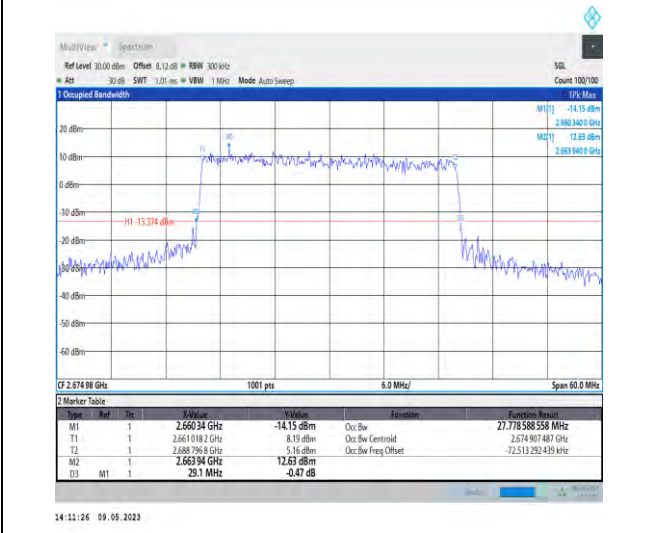 MultiView Spectrum
Ref Level 30.00 dBm Offset 8.12 dB RBW 300 kHz SGL
Att 30 dB SWT 1.01 ms VBW 1 MHz Mode Auto Sweep Count 100/100
1 Occupied Bandwidth 1Pk Max
M1[1] -14.15 dBm
2.660 340 0 GHz
M2[1] 12.63 dBm
2.663 940 0 GHz
20 dBm
10 dBm
0 dBm
-10 dBm
H1 -13.374 dBm
-20 dBm
-30 dBm
-40 dBm
-50 dBm
-60 dBm
CF 2.674 98 GHz 1001 pts 6.0 MHz/ Span 60.0 MHz
2 Marker Table
Type Ref Trc X-Value Y-Value Function Function Result
M1 1 2.660 34 GHz -14.15 dBm Occ Bw 27.778 588 558 MHz
T1 1 2.661 018 2 GHz 8.19 dBm Occ Bw Centroid 2.674 907 487 GHz
T2 1 2.688 796 8 GHz 5.16 dBm Occ Bw Freq Offset -72.513 292 439 kHz
M2 1 2.663 94 GHz 12.63 dBm
D3 M1 1 29.1 MHz -0.47 dB
14:11:26 09.05.2023